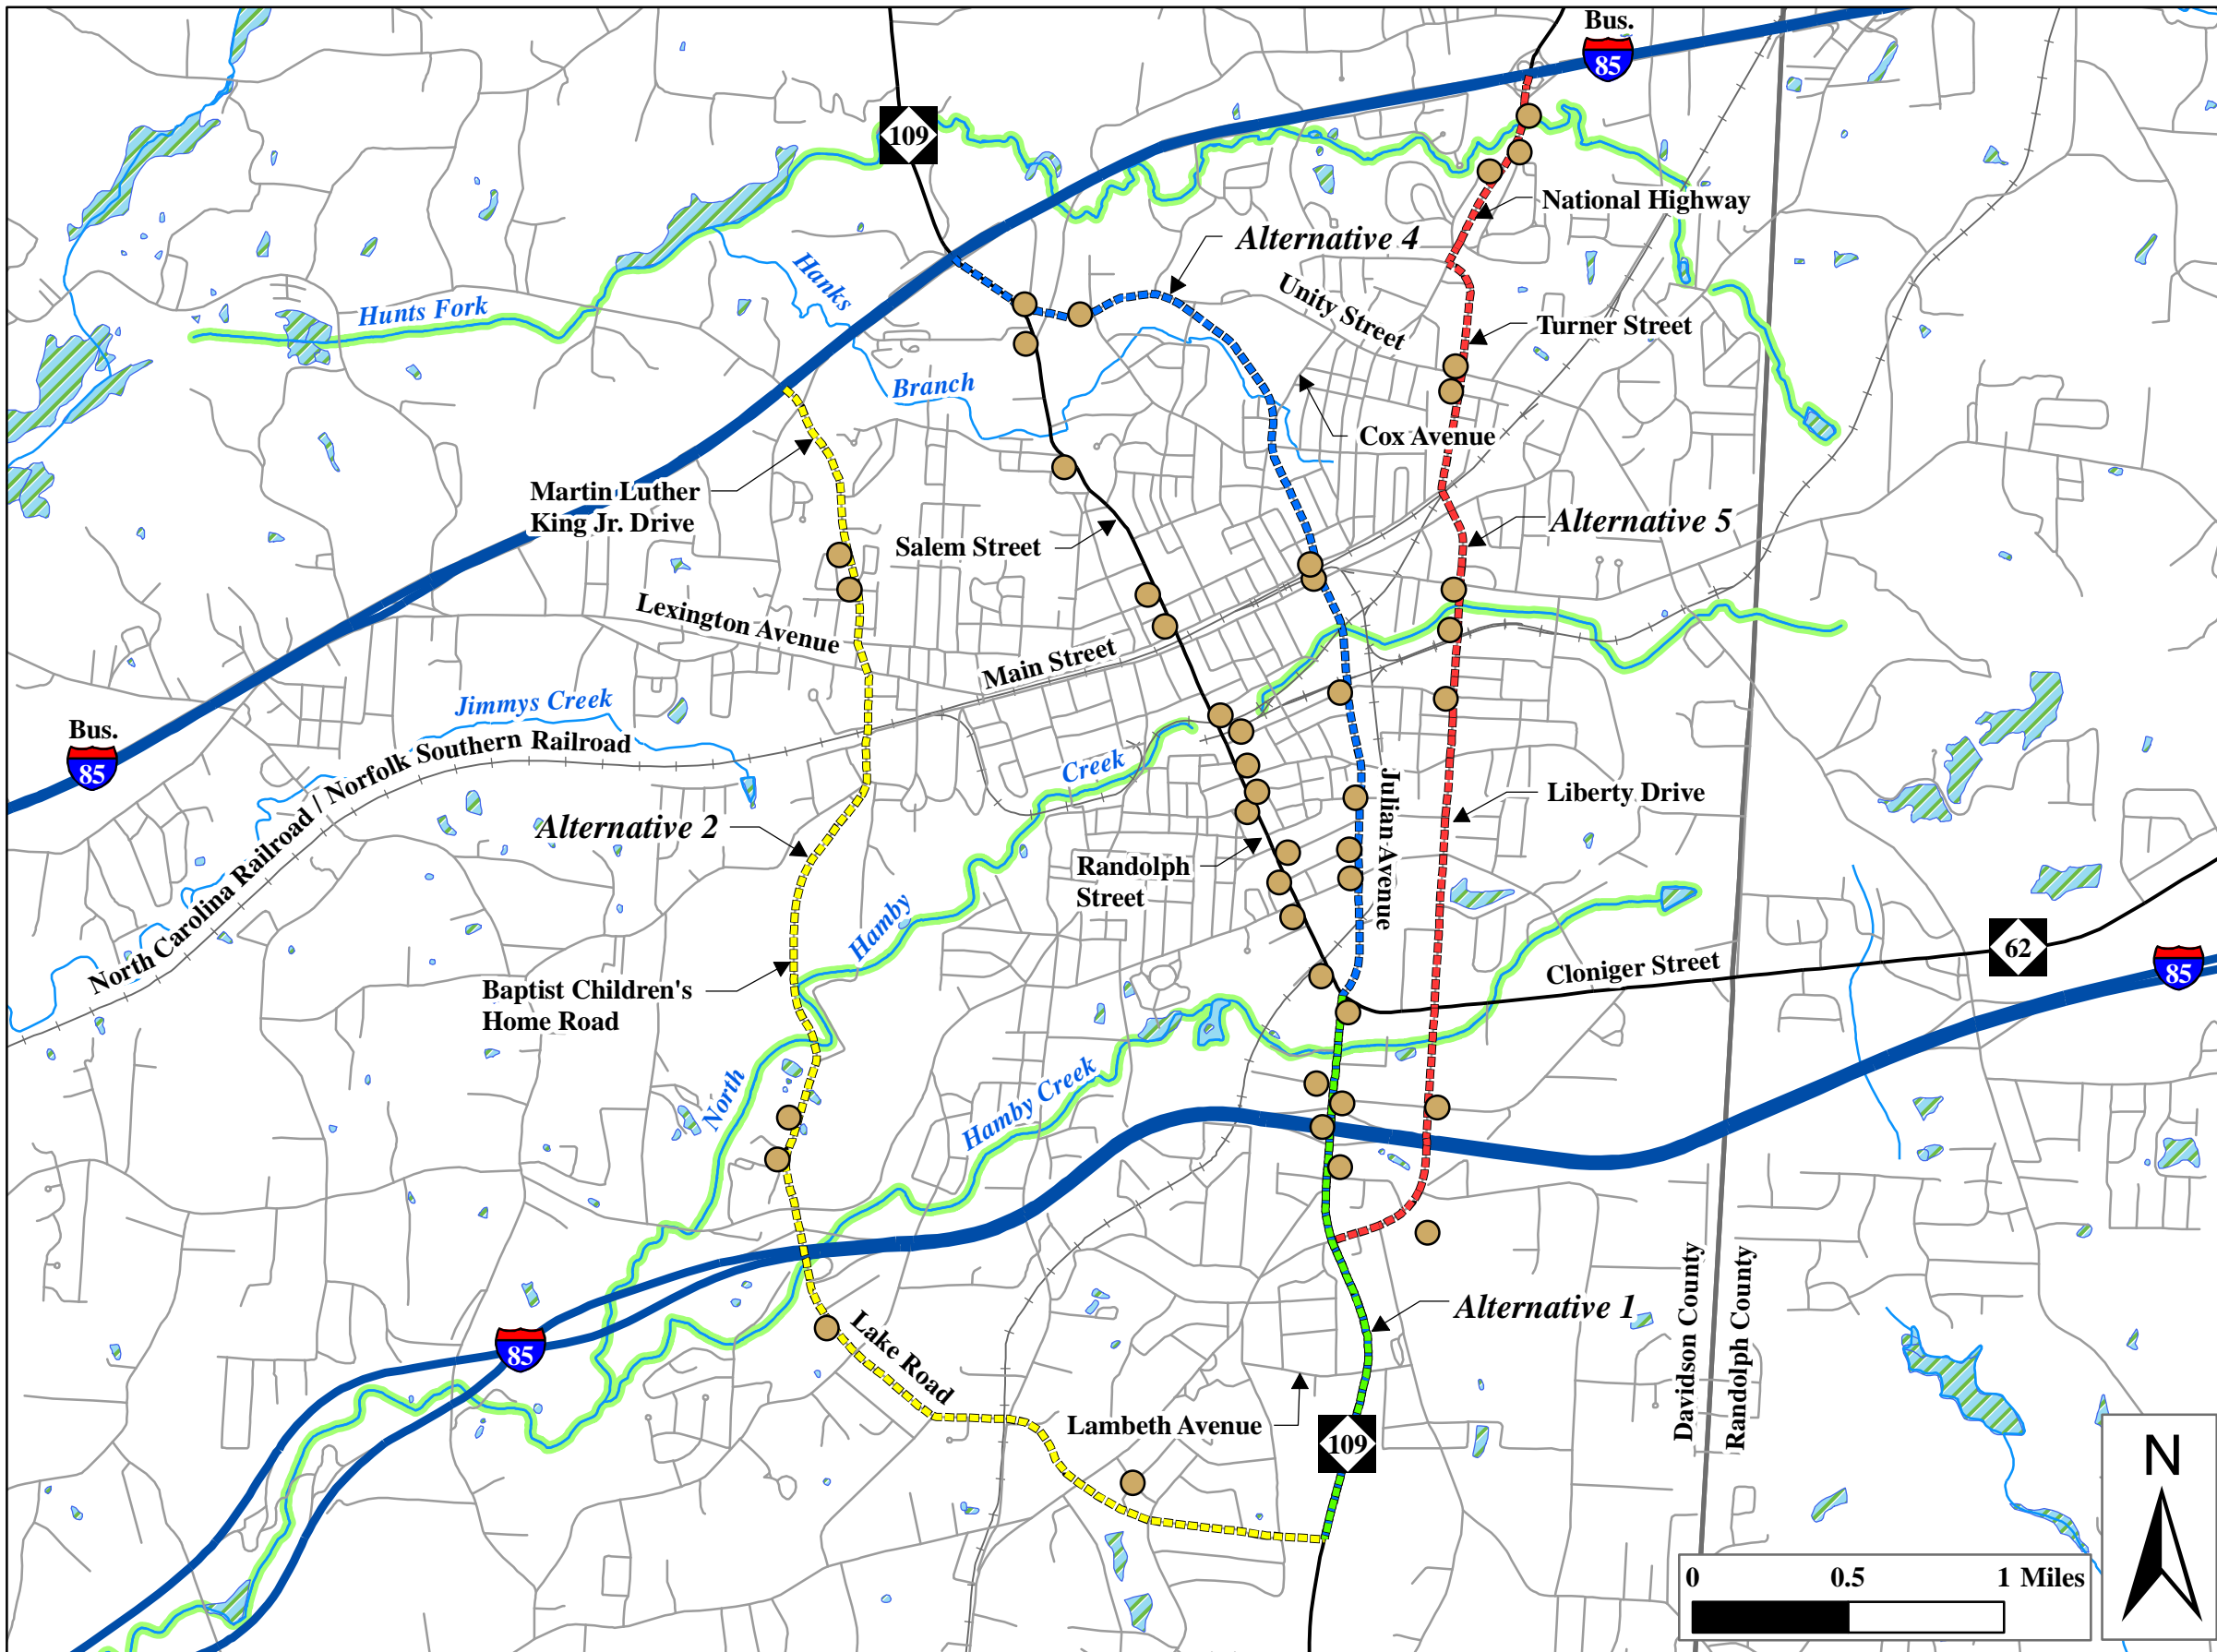 Bus.
85
109
National Highway
Alternative 4
Hanks
Unity Street
Hunts Fork
Turner Street
Branch
Cox Avenue
Martin Luther
King Jr. Drive
Alternative 5
Salem Street
Lexington Avenue
Main Street
Jimmys Creek
Bus.
85
North Carolina Railroad / Norfolk Southern Railroad
Creek
Julian Avenue
Liberty Drive
Alternative 2
Randolph
Street
Hamby
62
Cloniger Street
85
Baptist Children's
Home Road
North
Hamby Creek
Davidson County
Randolph County
Alternative 1
85
Lake Road
Lambeth Avenue
109
N
0 0.5 1 Miles